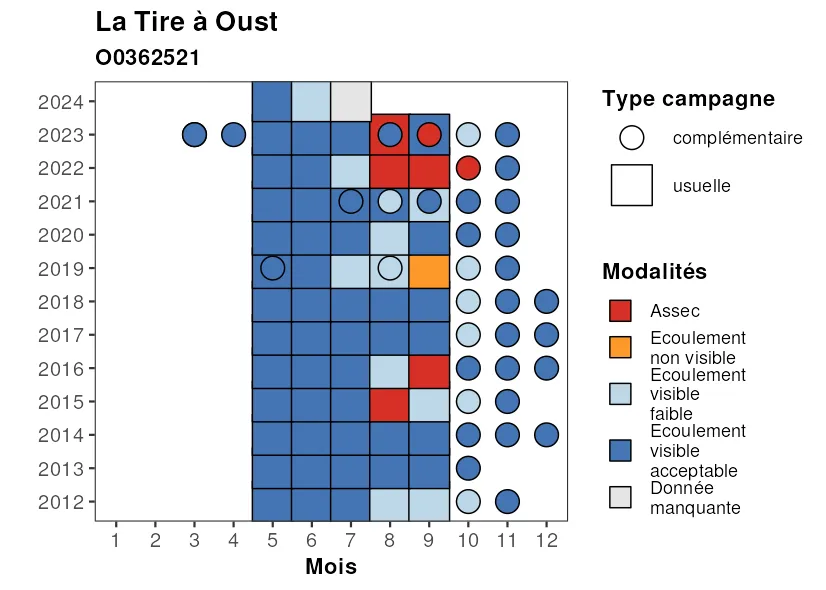 La Tire à Oust
O0362521
2024
2023
2022
2021
2020
2019
2018
2017
2016
2015
2014
2013
2012
1 2 3 4 5 6 7 8 9 10 11 12
Mois
Type campagne
complémentaire
usuelle
Modalités
Assec
Ecoulement
non visible
Ecoulement
visible
faible
Ecoulement
visible
acceptable
Donnée
manquante